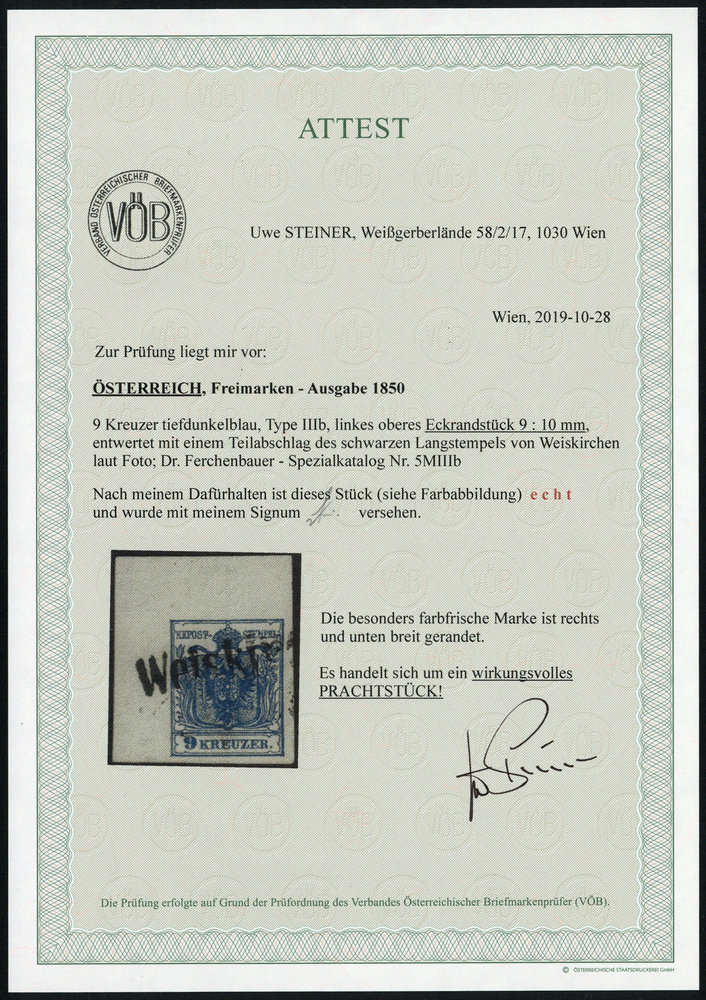 ATTEST
VERBAND ÖSTERREICHISCHER BRIEFMARKENPRÜFER
VÖB
Uwe STEINER, Weißgerberlände 58/2/17, 1030 Wien
Wien, 2019-10-28
Zur Prüfung liegt mir vor:
ÖSTERREICH, Freimarken - Ausgabe 1850
9 Kreuzer tiefdunkelblau, Type IIIb, linkes oberes Eckrandstück 9 : 10 mm,
entwertet mit einem Teilabschlag des schwarzen Langstempels von Weiskirchen
laut Foto; Dr. Ferchenbauer - Spezialkatalog Nr. 5MIIIb
Nach meinem Dafürhalten ist dieses Stück (siehe Farbabbildung) echt
und wurde mit meinem Signum versehen.
KKPOST-STEMPEL
Weiskir
9 KREUZER.
Die besonders farbfrische Marke ist rechts
und unten breit gerandet.
Es handelt sich um ein wirkungsvolles
PRACHTSTÜCK!
Die Prüfung erfolgte auf Grund der Prüfordnung des Verbandes Österreichischer Briefmarkenprüfer (VÖB).
© ÖSTERREICHISCHE STAATSDRUCKEREI GMBH